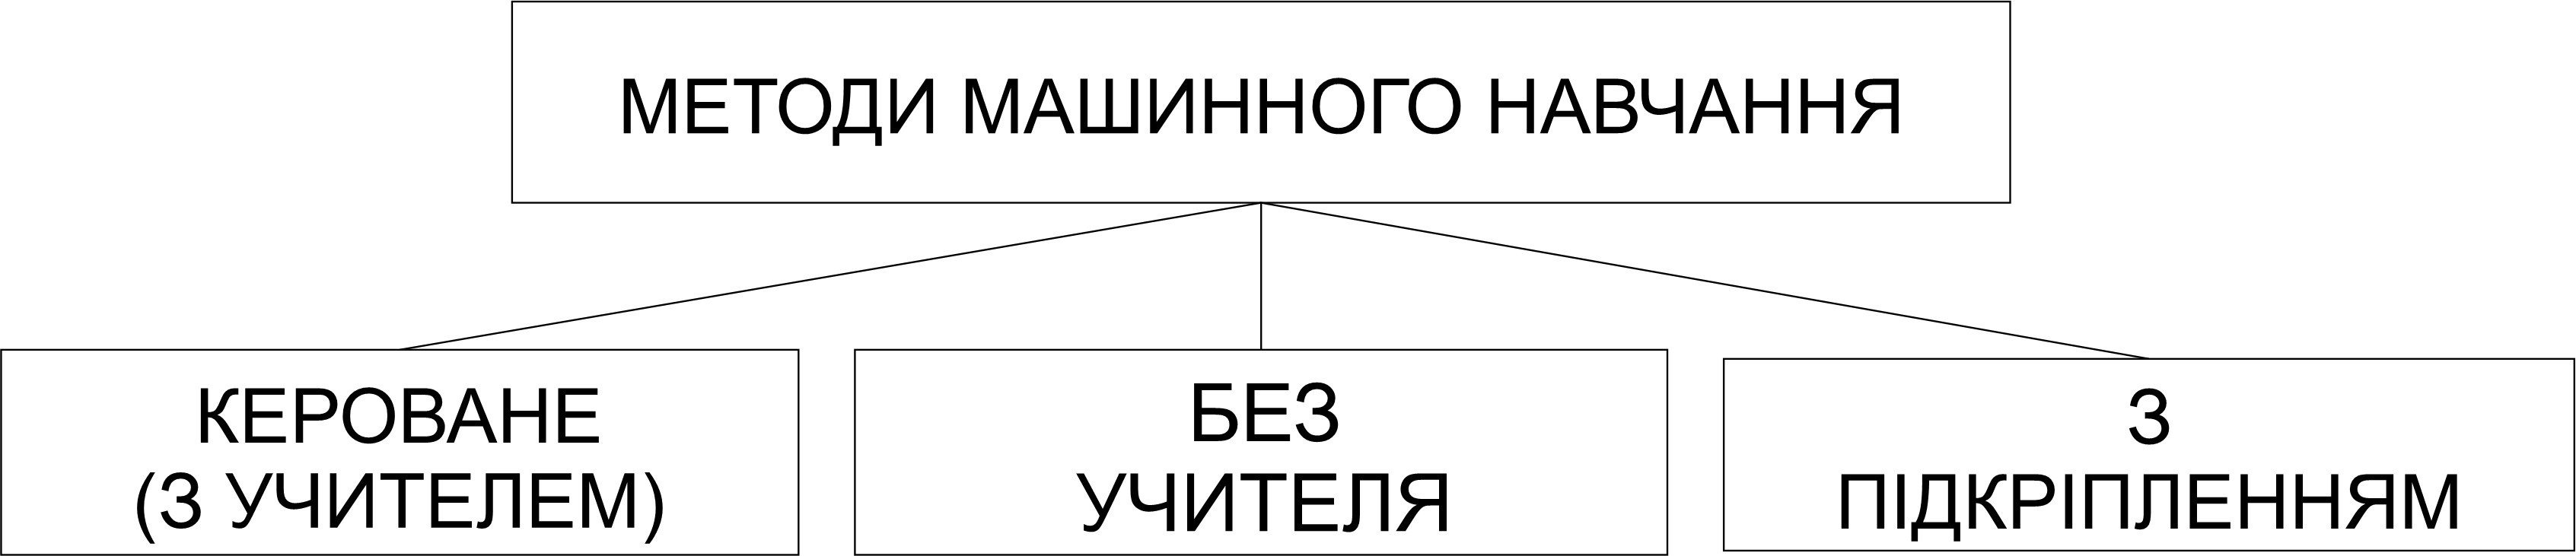 МЕТОДИ МАШИННОГО НАВЧАННЯ
КЕРОВАНЕ
(З УЧИТЕЛЕМ)
БЕЗ
УЧИТЕЛЯ
З
ПІДКРІПЛЕННЯМ